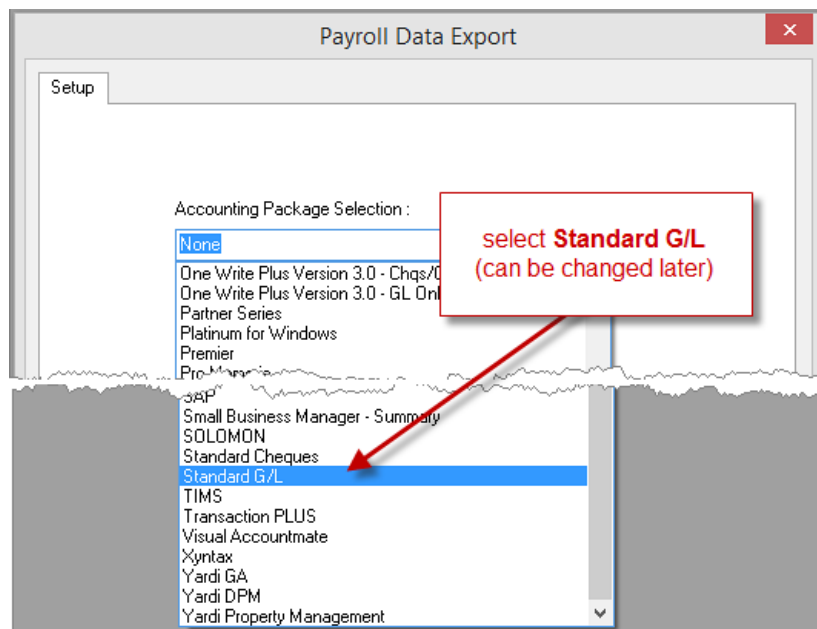 Payroll Data Export
Setup
Accounting Package Selection :
None
select Standard G/L
(can be changed later)
One Write Plus Version 3.0 - Chqs/
One Write Plus Version 3.0 - GL
Partner Series
Platinum for Windows
Premier
SAP
Small Business Manager - Summary
SOLOMON
Standard Cheques
Standard G/L
TIMS
Transaction PLUS
Visual Accountmate
Xyntax
Yardi GA
Yardi DPM
Yardi Property Management